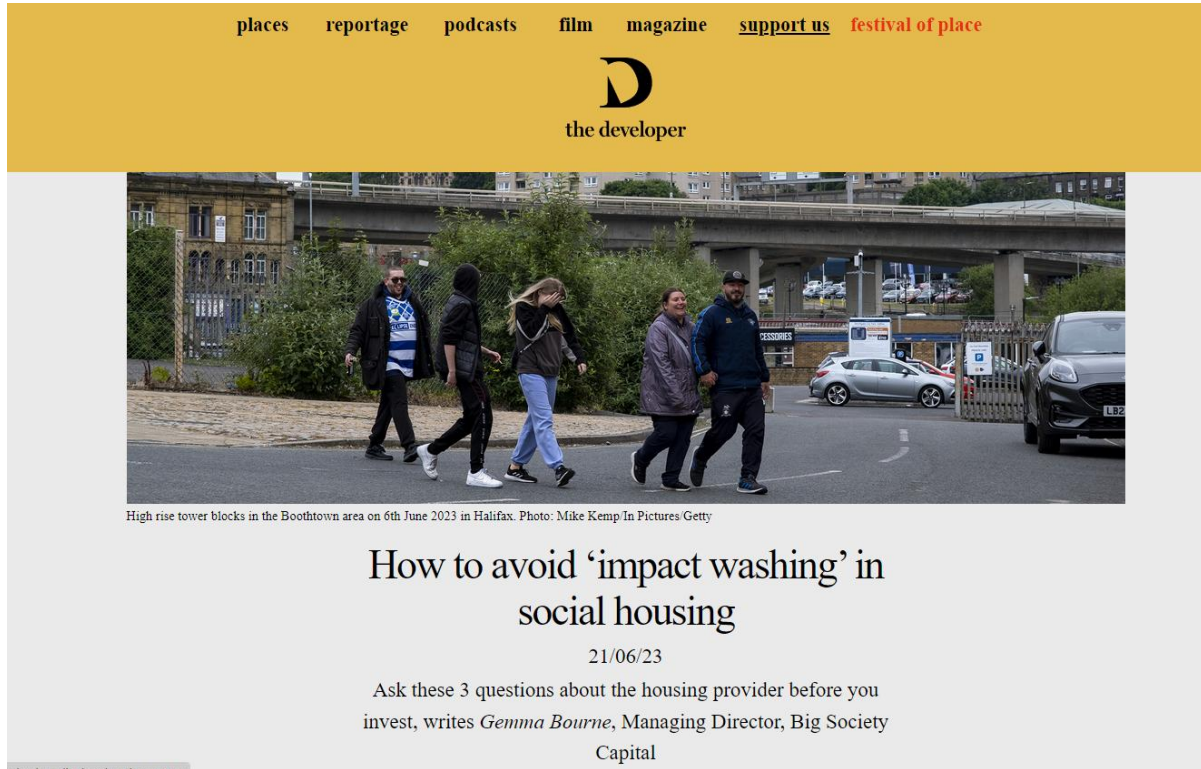 places reportage podcasts film magazine support us festival of place
D
the developer
CESSORIES
LB2
High rise tower blocks in the Boothtown area on 6th June 2023 in Halifax. Photo: Mike Kemp/In Pictures/Getty
How to avoid ‘impact washing’ in
social housing
21/06/23
Ask these 3 questions about the housing provider before you
invest, writes Gemma Bourne, Managing Director, Big Society
Capital